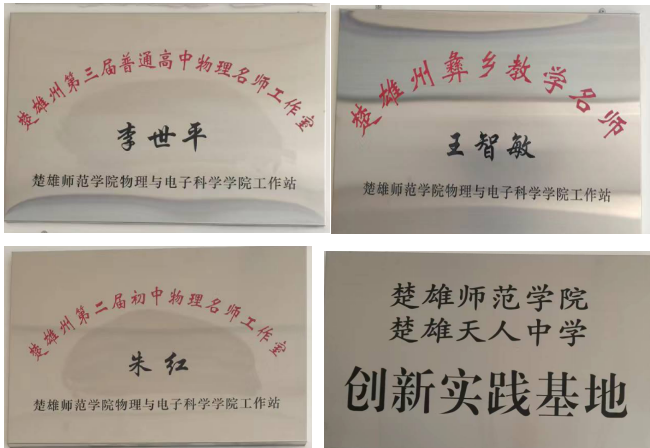 楚雄州第三届普通高中物理名师工作室
李世平
楚雄师范学院物理与电子科学学院工作站
楚雄州彝乡教学名师
王智敏
楚雄师范学院物理与电子科学学院工作站
楚雄州第二届初中物理名师工作室
朱红
楚雄师范学院物理与电子科学学院工作站
楚雄师范学院
楚雄天人中学
创新实践基地